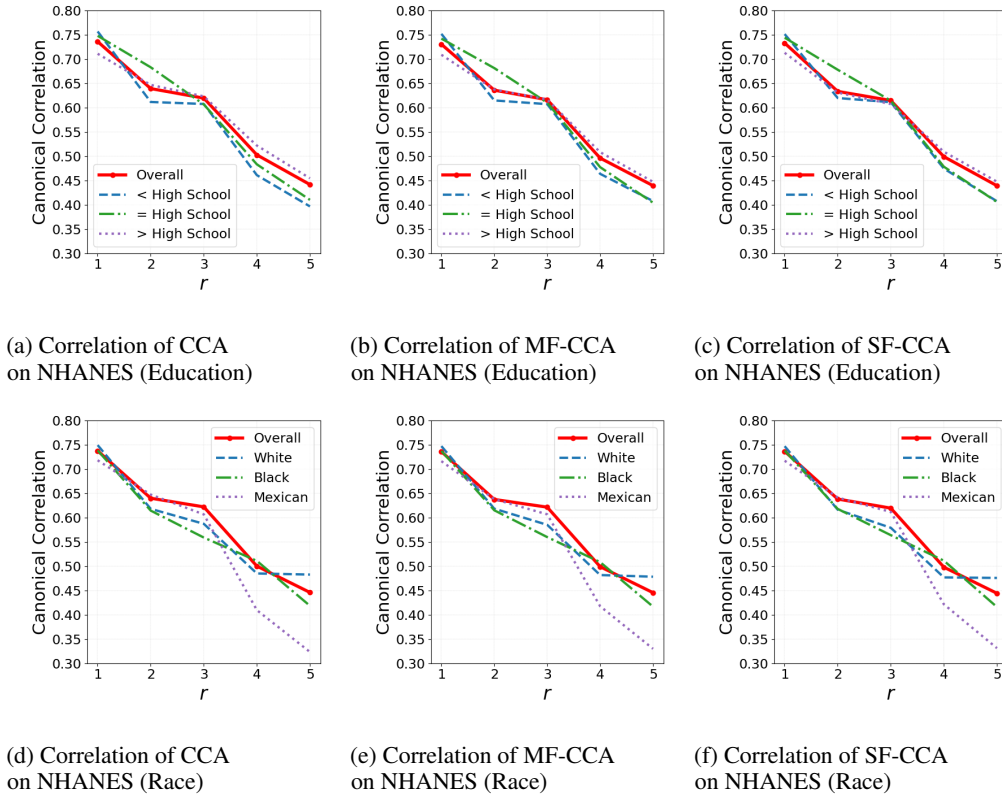 0.80
0.75
0.70
0.65
0.60
0.55
0.50
0.45
0.40
0.35
0.30
Canonical Correlation
Overall
< High School
= High School
> High School
1 2 3 4 5
r
(a) Correlation of CCA
on NHANES (Education)
0.80
0.75
0.70
0.65
0.60
0.55
0.50
0.45
0.40
0.35
0.30
Canonical Correlation
Overall
< High School
= High School
> High School
1 2 3 4 5
r
(b) Correlation of MF-CCA
on NHANES (Education)
0.80
0.75
0.70
0.65
0.60
0.55
0.50
0.45
0.40
0.35
0.30
Canonical Correlation
Overall
< High School
= High School
> High School
1 2 3 4 5
r
(c) Correlation of SF-CCA
on NHANES (Education)
0.80
0.75
0.70
0.65
0.60
0.55
0.50
0.45
0.40
0.35
0.30
Canonical Correlation
Overall
White
Black
Mexican
1 2 3 4 5
r
(d) Correlation of CCA
on NHANES (Race)
0.80
0.75
0.70
0.65
0.60
0.55
0.50
0.45
0.40
0.35
0.30
Canonical Correlation
Overall
White
Black
Mexican
1 2 3 4 5
r
(e) Correlation of MF-CCA
on NHANES (Race)
0.80
0.75
0.70
0.65
0.60
0.55
0.50
0.45
0.40
0.35
0.30
Canonical Correlation
Overall
White
Black
Mexican
1 2 3 4 5
r
(f) Correlation of SF-CCA
on NHANES (Race)